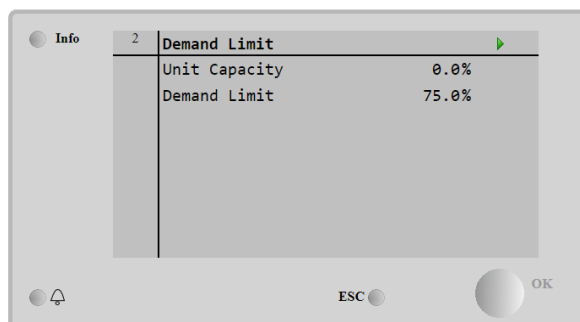 Info
2 Demand Limit
Unit Capacity 0.0%
Demand Limit 75.0%
ESC
OK